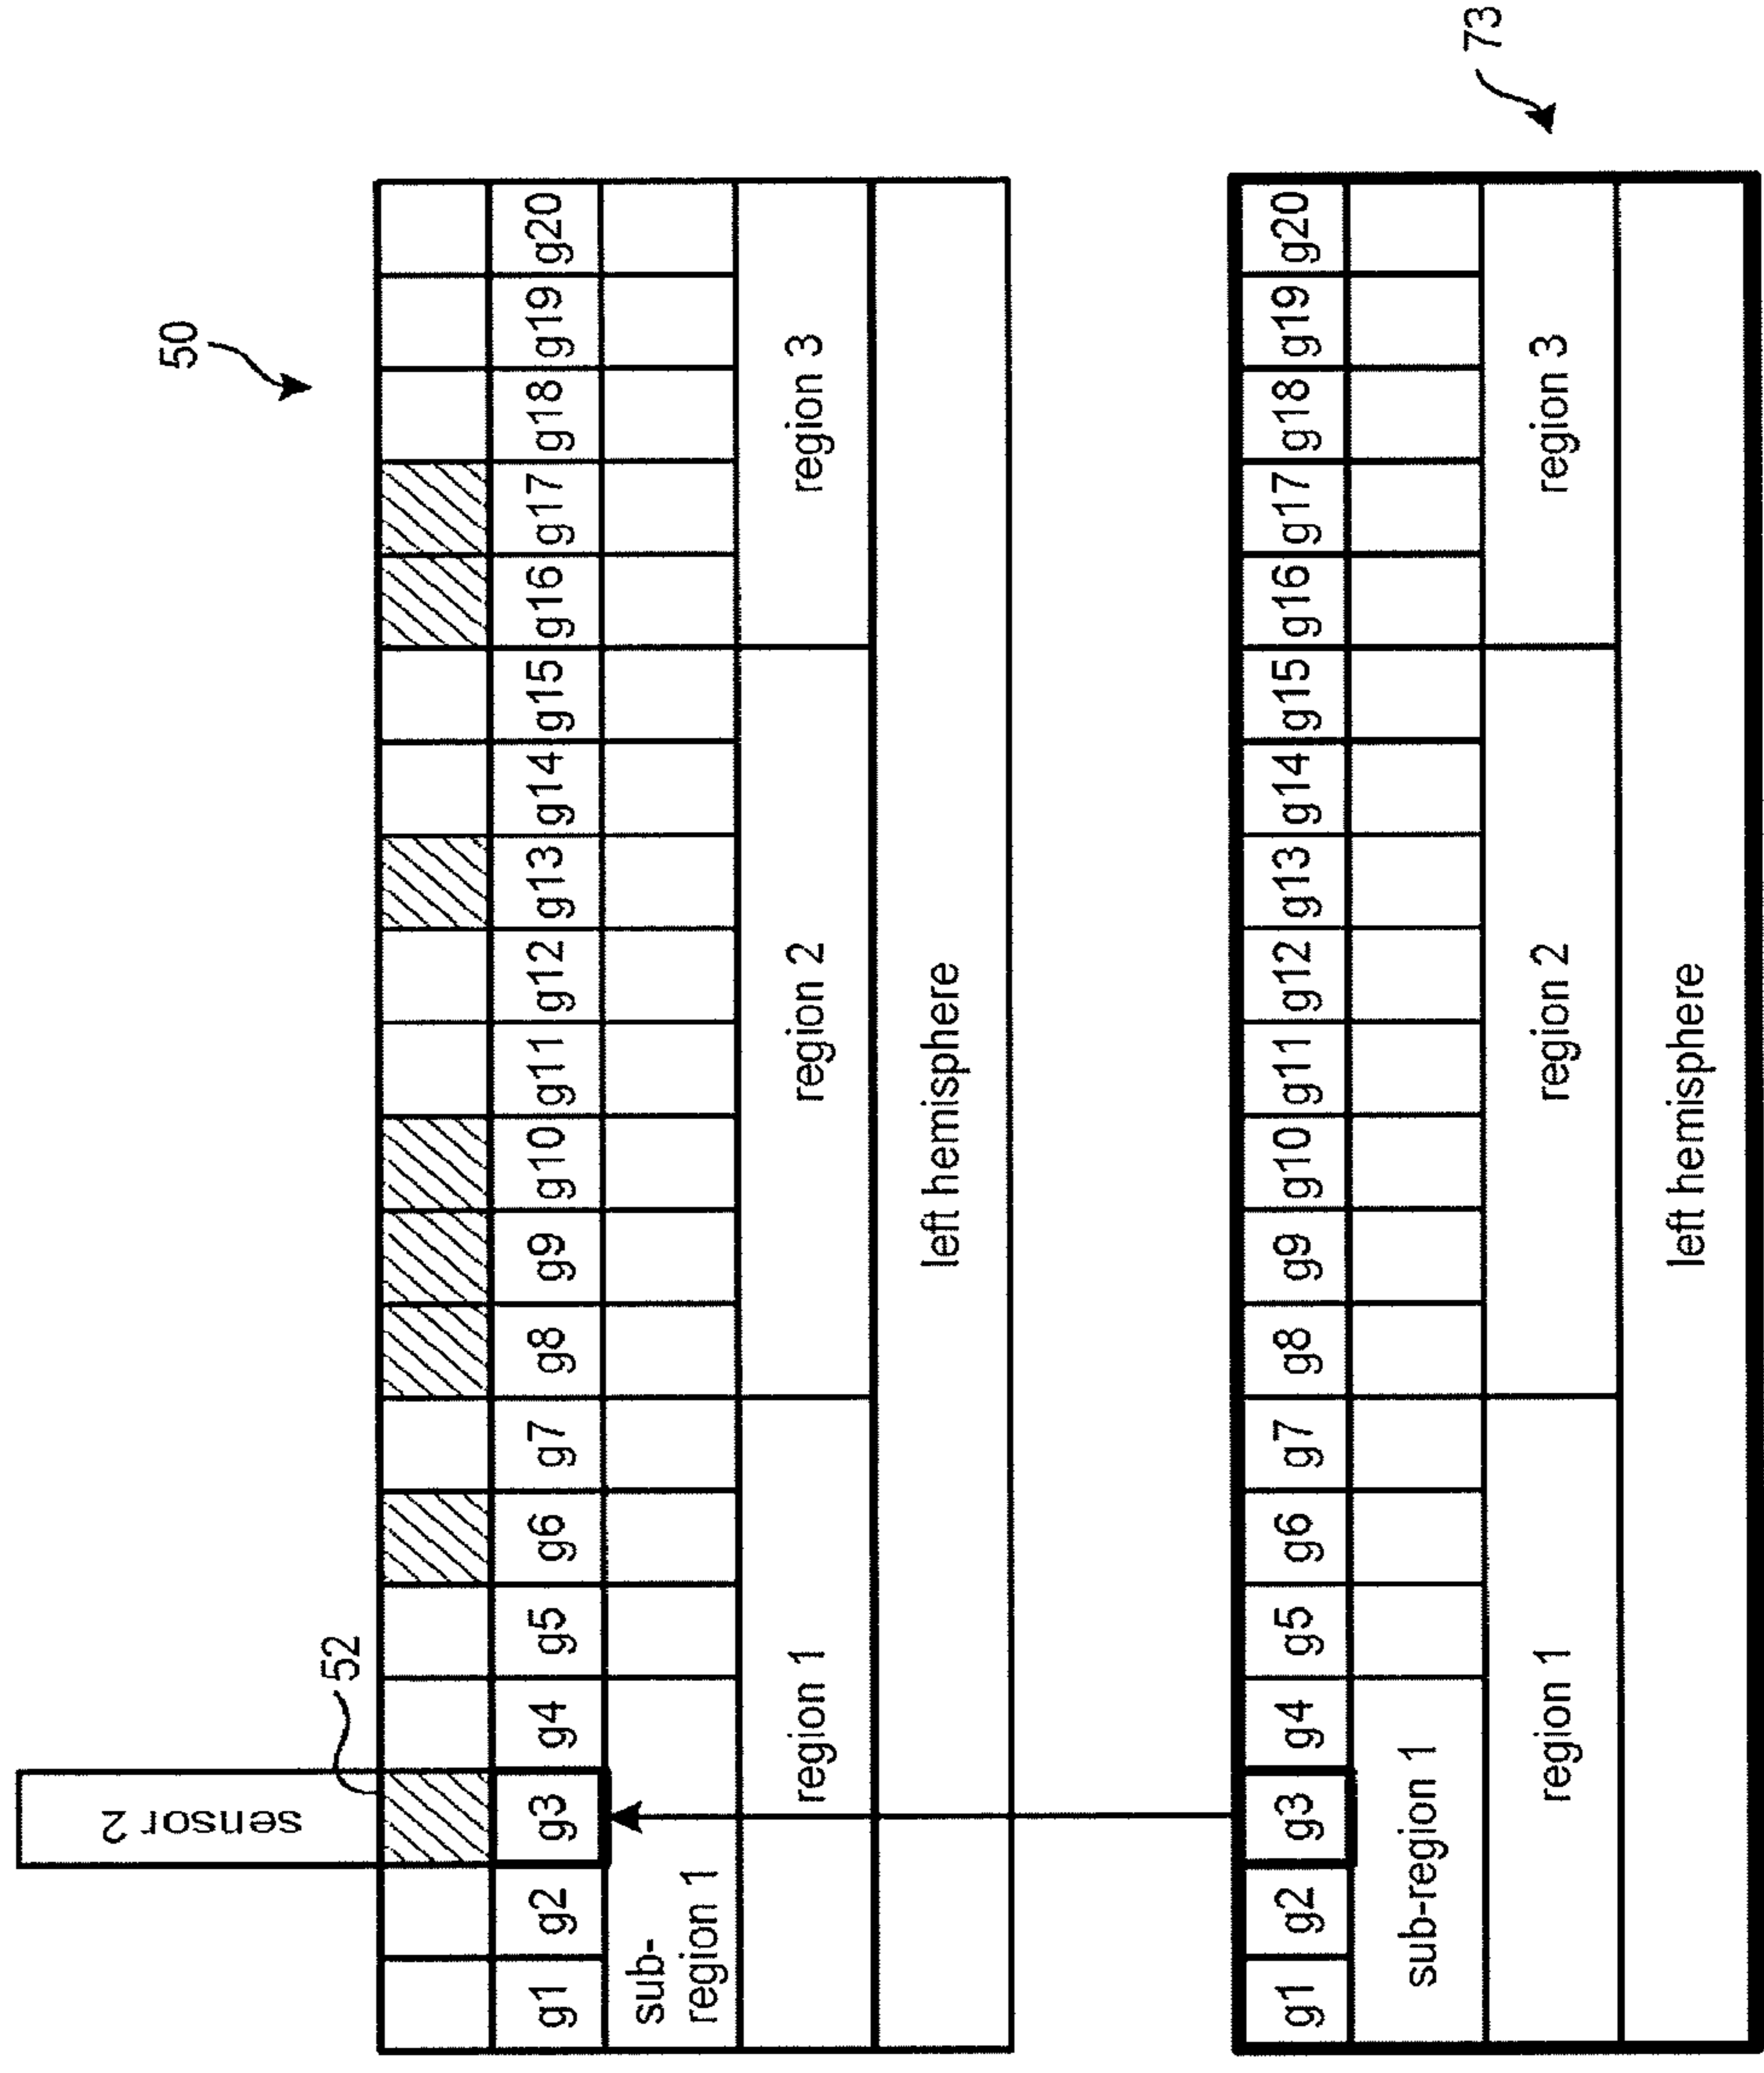 50
52
sensor 2
g1 g2 g3 g4 g5 g6 g7 g8 g9 g10 g11 g12 g13 g14 g15 g16 g17 g18 g19 g20
sub-
region 1
region 1 region 2 region 3
left hemisphere
73
g1 g2 g3 g4 g5 g6 g7 g8 g9 g10 g11 g12 g13 g14 g15 g16 g17 g18 g19 g20
sub-region 1
region 1 region 2 region 3
left hemisphere